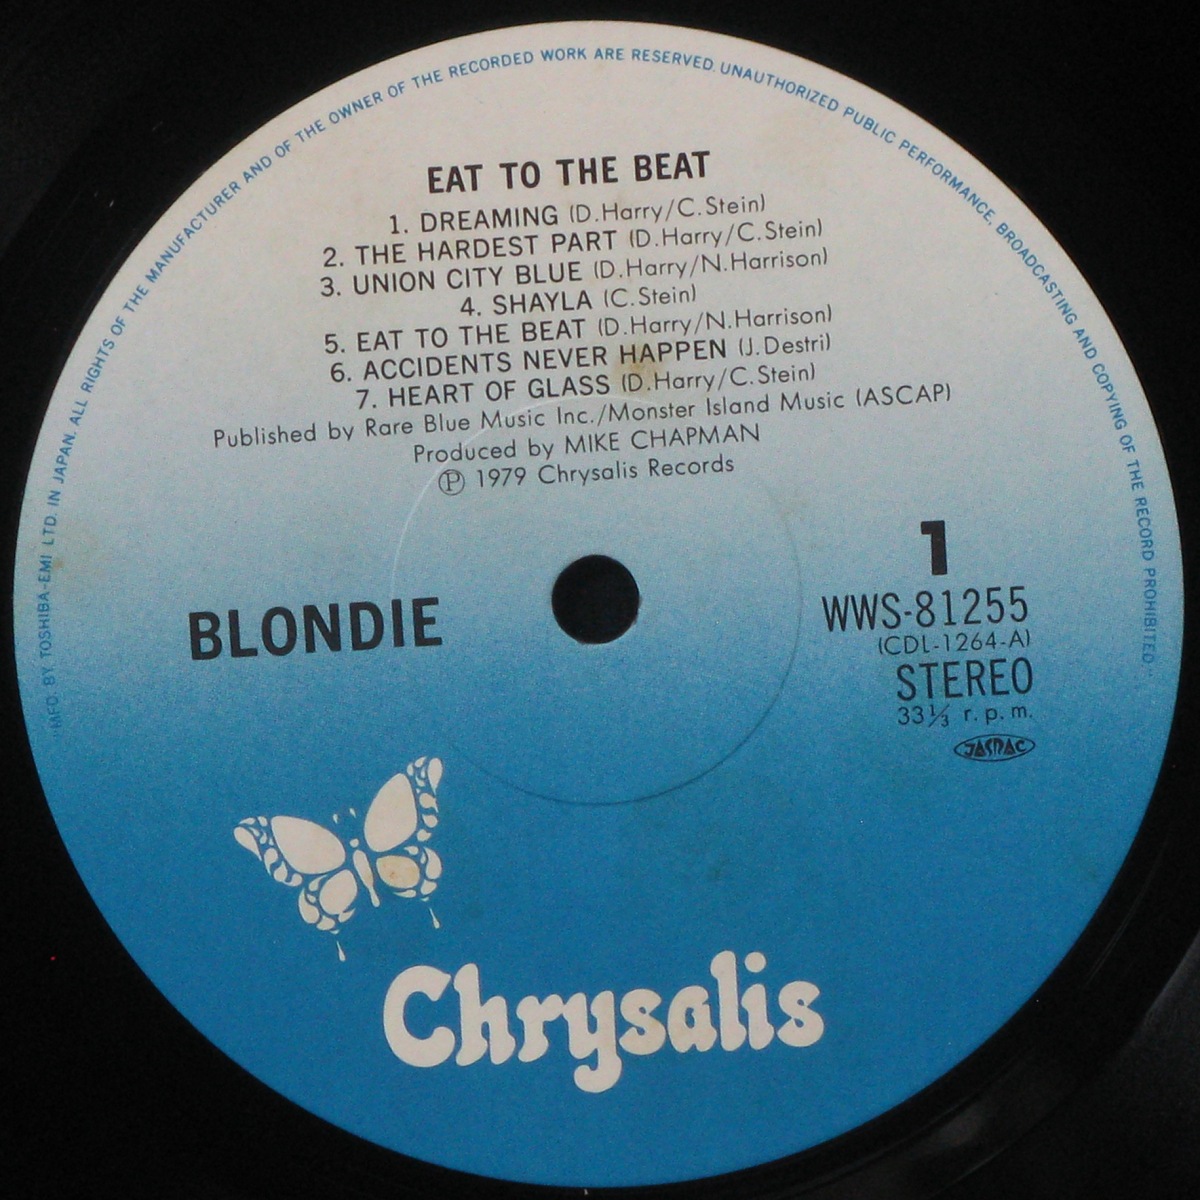 "MFD. BY TOSHIBA-EMI LTD. IN JAPAN. ALL RIGHTS OF THE MANUFACTURER AND OF THE OWNER OF THE RECORDED WORK ARE RESERVED. UNAUTHORIZED PUBLIC PERFORMANCE, BROADCASTING AND COPYING OF THE RECORD PROHIBITED."
EAT TO THE BEAT
1. DREAMING (D.Harry/C.Stein)
2. THE HARDEST PART (D.Harry/C.Stein)
3. UNION CITY BLUE (D.Harry/N.Harrison)
4. SHAYLA (C.Stein)
5. EAT TO THE BEAT (D.Harry/N.Harrison)
6. ACCIDENTS NEVER HAPPEN (J.Destri)
7. HEART OF GLASS (D.Harry/C.Stein)
Published by Rare Blue Music Inc./Monster Island Music (ASCAP)
Produced by MIKE CHAPMAN
Ⓟ 1979 Chrysalis Records
BLONDIE
1
WWS-81255
(CDL-1264-A)
STEREO
33⅓ r.p.m.
JASRAC
Chrysalis